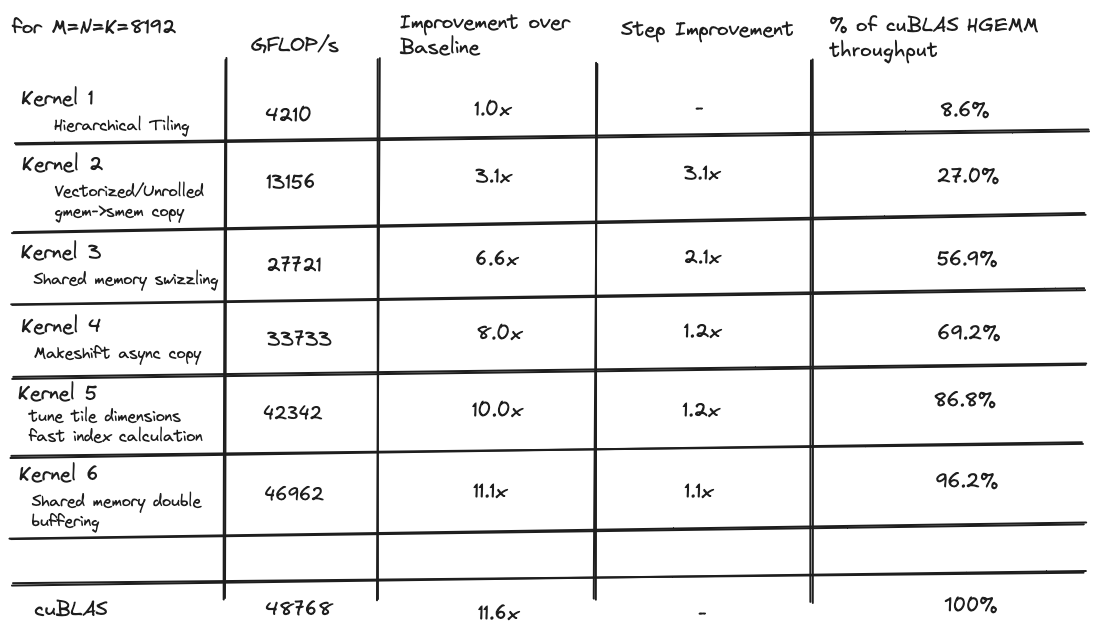 for M=N=K=8192
GFLOP/s
Improvement over
Baseline
Step Improvement
% of cuBLAS HGEMM
throughput
Kernel 1
Hierarchical Tiling
4210
1.0x
-
8.6%
Kernel 2
Vectorized/Unrolled
gmem->smem copy
13156
3.1x
3.1x
27.0%
Kernel 3
Shared memory swizzling
27721
6.6x
2.1x
56.9%
Kernel 4
Makeshift async copy
33733
8.0x
1.2x
69.2%
Kernel 5
tune tile dimensions
fast index calculation
42342
10.0x
1.2x
86.8%
Kernel 6
Shared memory double
buffering
46962
11.1x
1.1x
96.2%
cuBLAS
48768
11.6x
-
100%